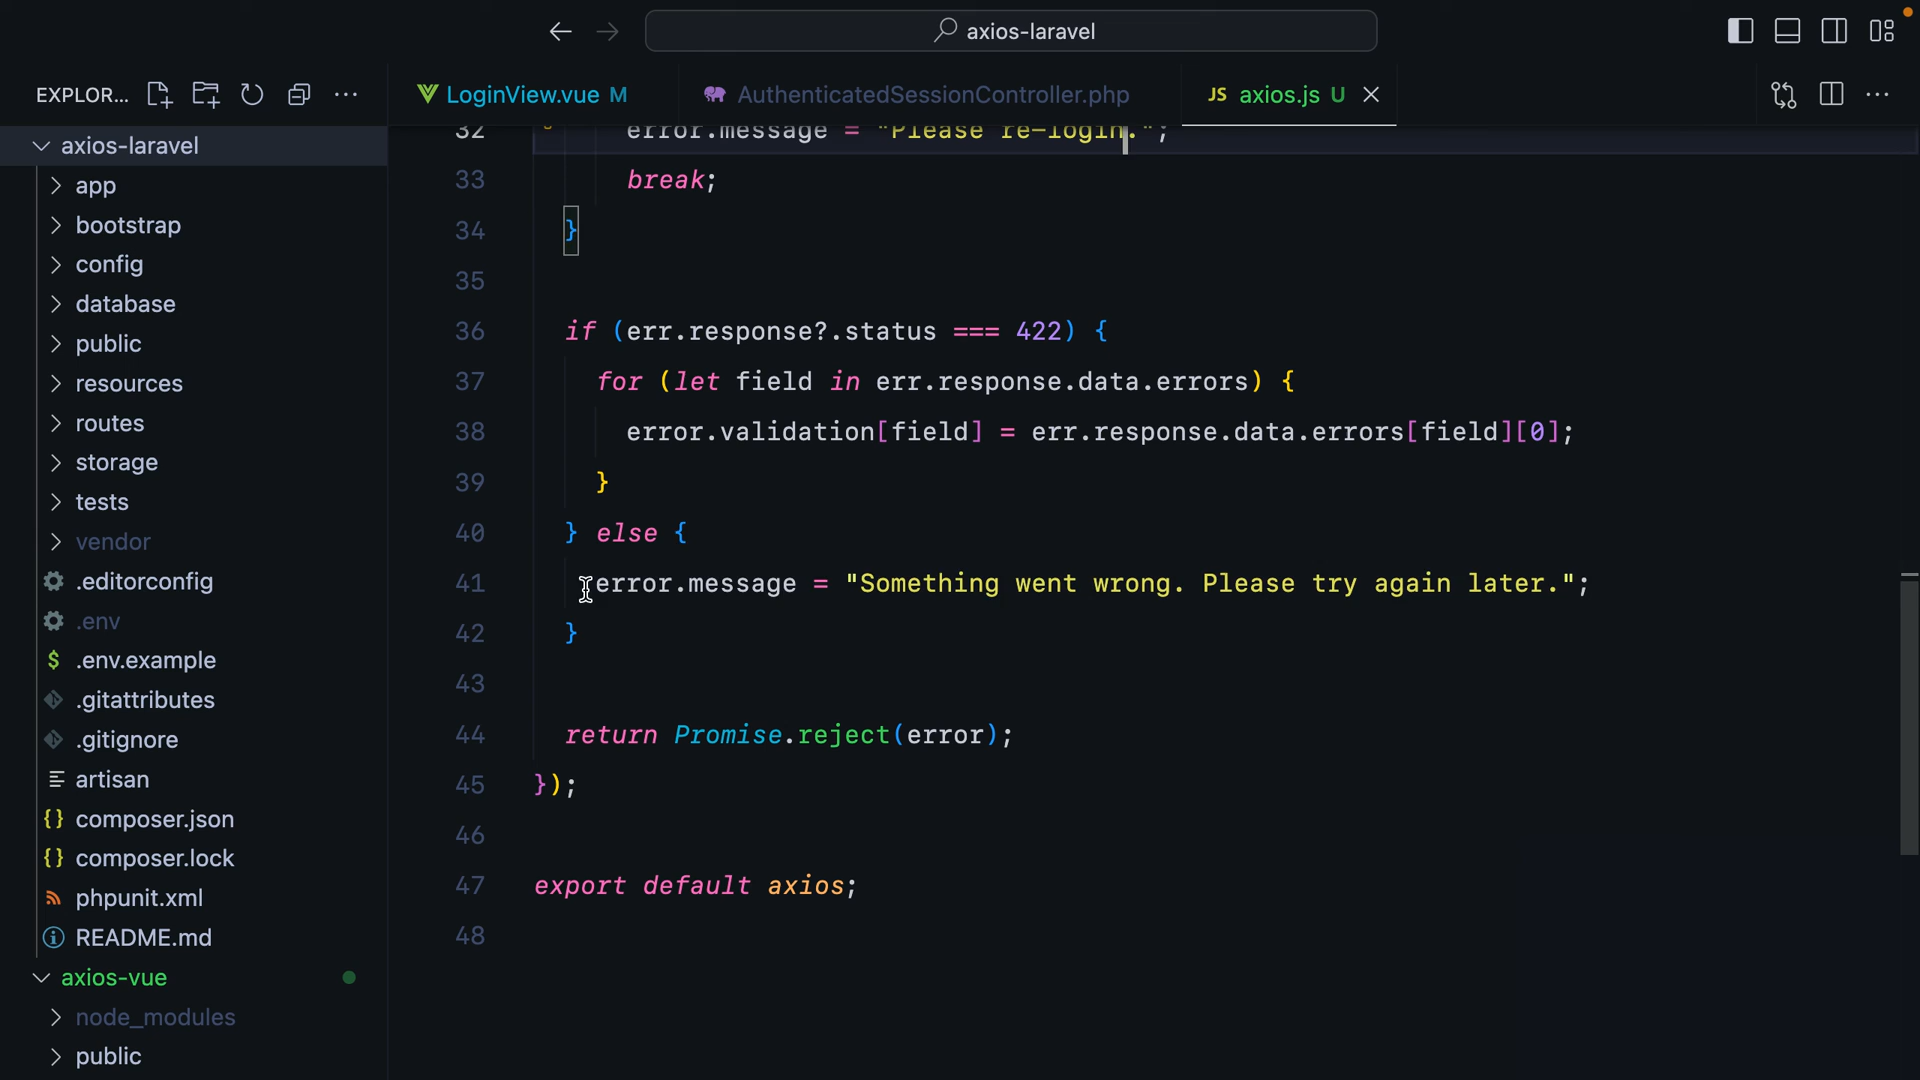 axios-laravel
EXPLOR...
LoginView.vue M
AuthenticatedSessionController.php
JS axios.js U
axios-laravel
app
bootstrap
config
database
public
resources
routes
storage
tests
vendor
.editorconfig
.env
$ .env.example
.gitattributes
.gitignore
artisan
{} composer.json
{} composer.lock
phpunit.xml
README.md
axios-vue
node_modules
public
32 error.message = "Please re-login.";
33 break;
34 }
35
36 if (err.response?.status === 422) {
37 for (let field in err.response.data.errors) {
38 error.validation[field] = err.response.data.errors[field][0];
39 }
40 } else {
41 error.message = "Something went wrong. Please try again later.";
42 }
43
44 return Promise.reject(error);
45 });
46
47 export default axios;
48